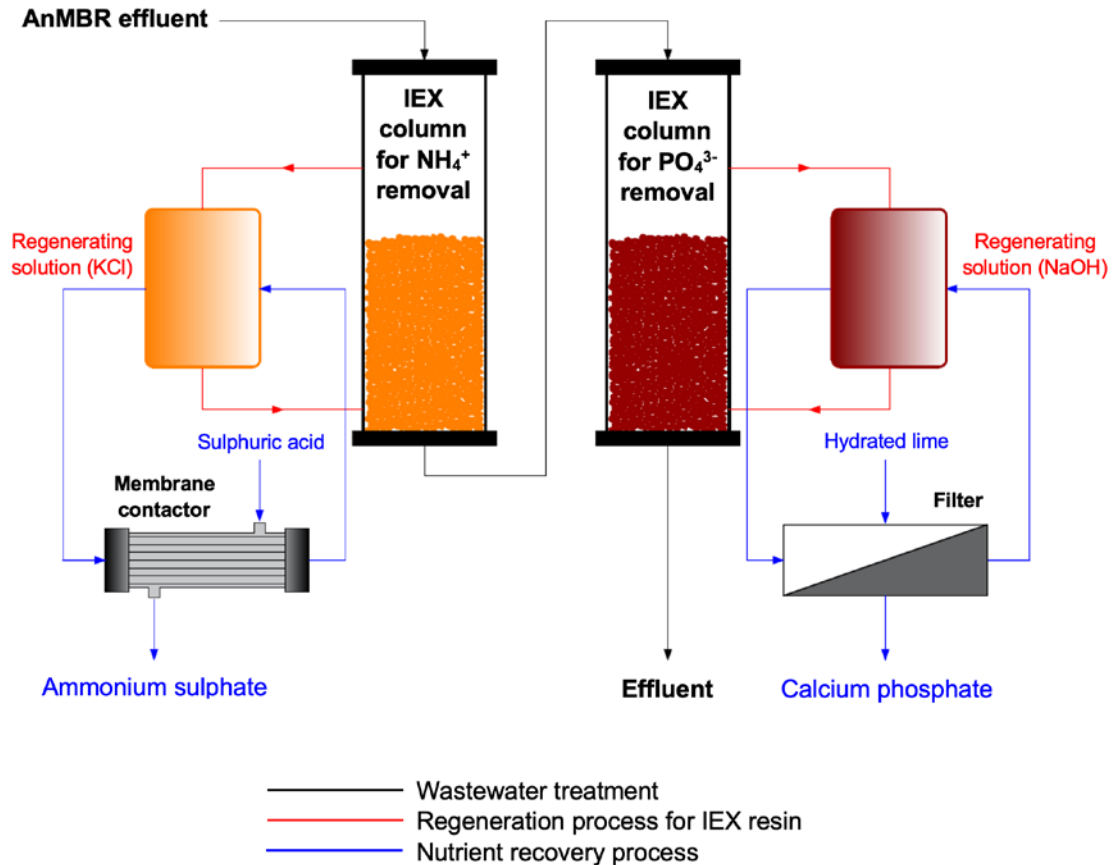 AnMBR effluent
IEX
column
for NH₄⁺
removal
IEX
column
for PO₄³⁻
removal
Regenerating
solution (KCl)
Regenerating
solution (NaOH)
Sulphuric acid
Hydrated lime
Membrane
contactor
Filter
Ammonium sulphate
Effluent
Calcium phosphate
Wastewater treatment
Regeneration process for IEX resin
Nutrient recovery process